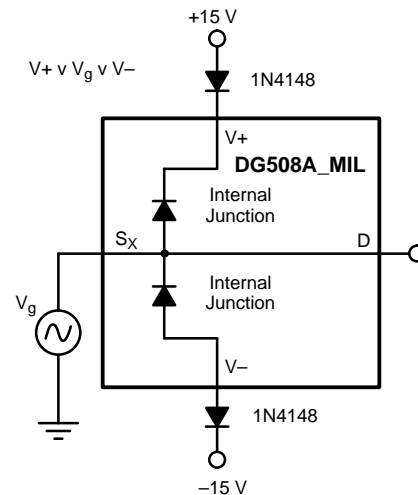 +15 V
V+ v Vg v V–
1N4148
V+
DG508A_MIL
Internal
Junction
SX
D
Internal
Junction
Vg
V–
1N4148
–15 V